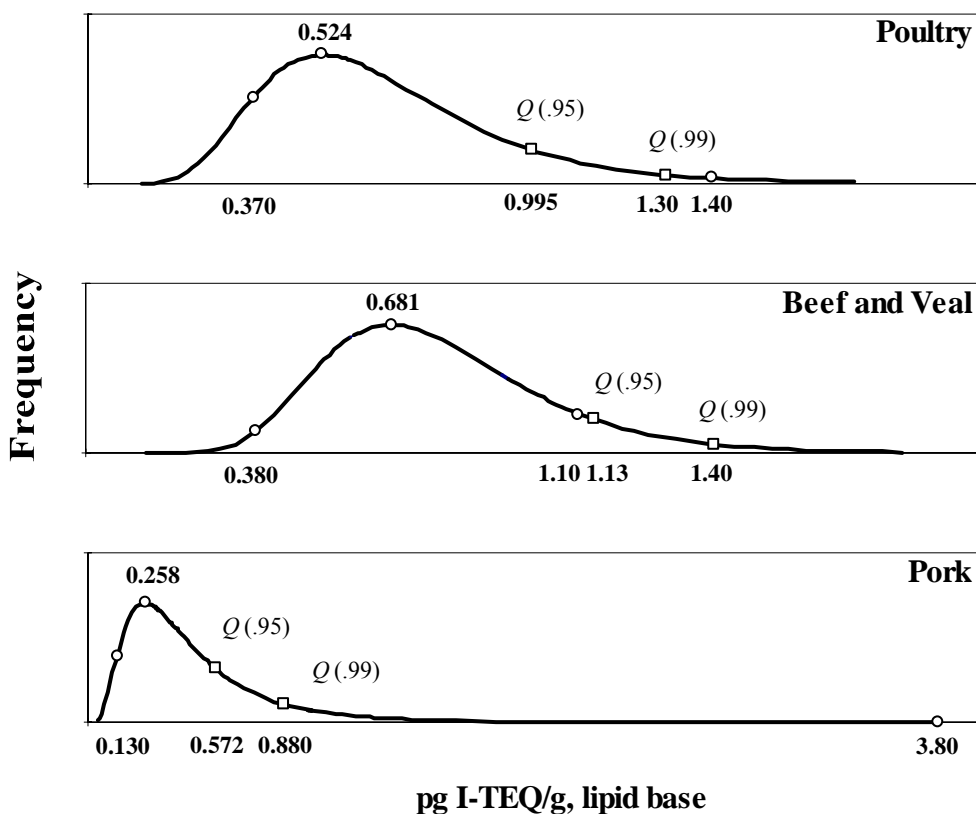 Poultry
0.524
Q (.95)
Q (.99)
0.370
0.995
1.30
1.40
Frequency
Beef and Veal
0.681
Q (.95)
Q (.99)
0.380
1.10
1.13
1.40
Pork
0.258
Q (.95)
Q (.99)
0.130
0.572
0.880
3.80
pg I-TEQ/g, lipid base